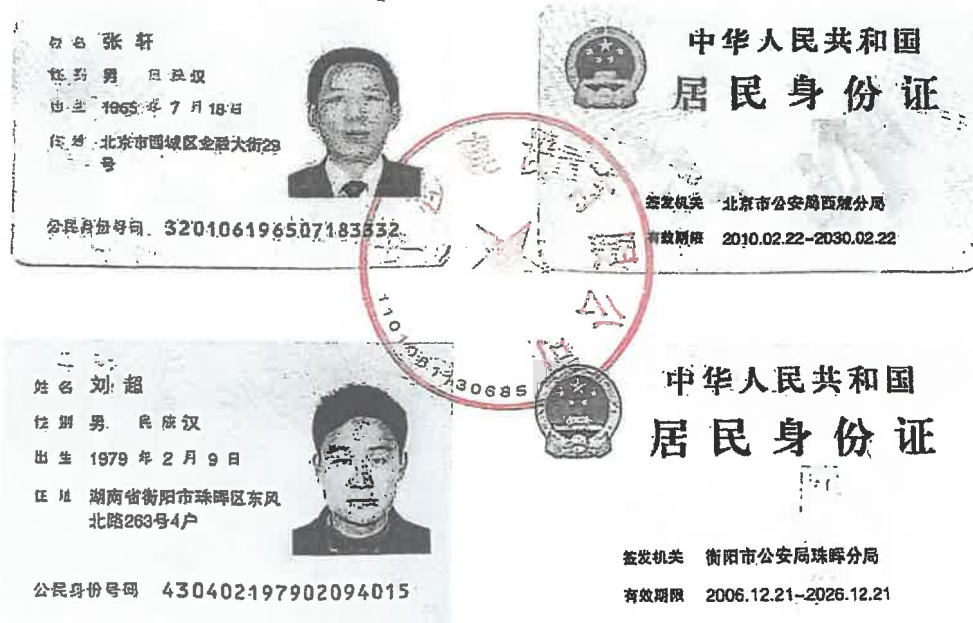 姓名 张轩
性别 男 民族汉
出生 1965 年 7 月 18日
住址 北京市西城区金融大街29
号
公民身份号码 320106196507183332
中华人民共和国
居民身份证
签发机关 北京市公安局西城分局
有效期限 2010.02.22-2030.02.22
公
姓名 刘超
性别 男 民族汉
出生 1979 年 2 月 9 日
住址 湖南省衡阳市珠晖区东风
北路263号4户
公民身份号码 430402197902094015
中华人民共和国
居民身份证
签发机关 衡阳市公安局珠晖分局
有效期限 2006.12.21-2026.12.21